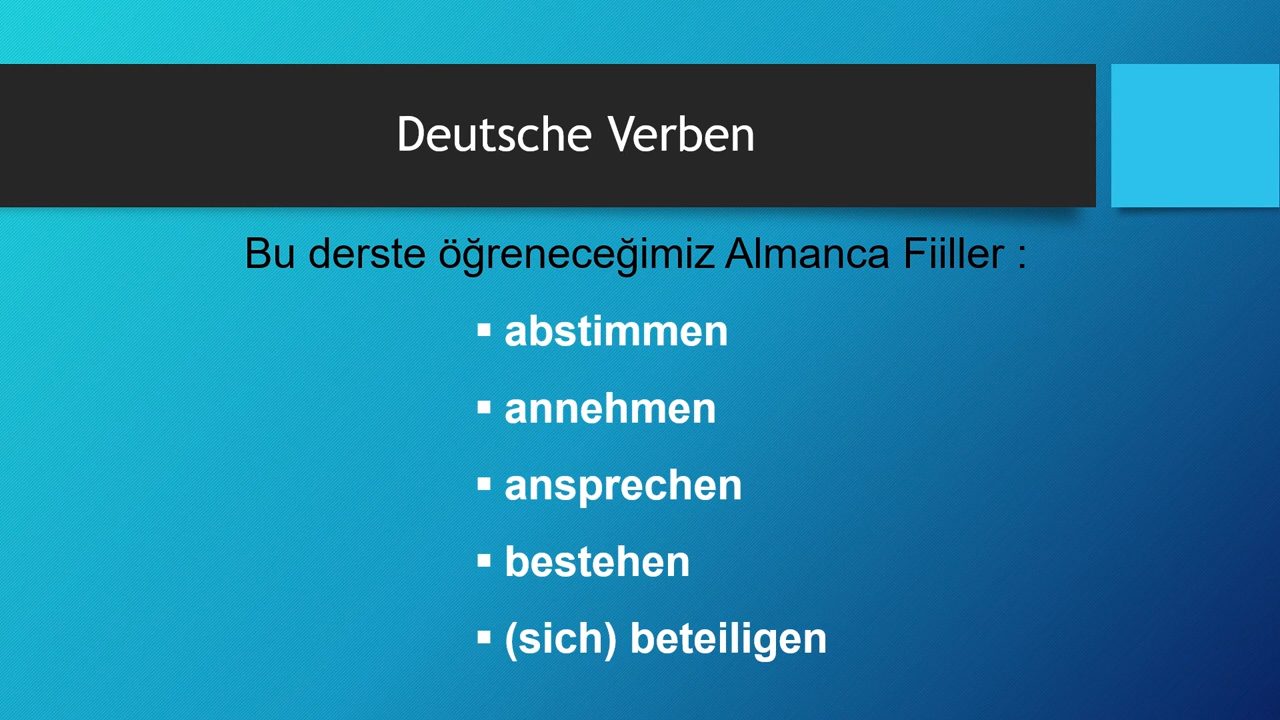 Deutsche Verben
Bu derste öğreneceğimiz Almanca Fiiller :
▪ abstimmen
▪ annehmen
▪ ansprechen
▪ bestehen
▪ (sich) beteiligen